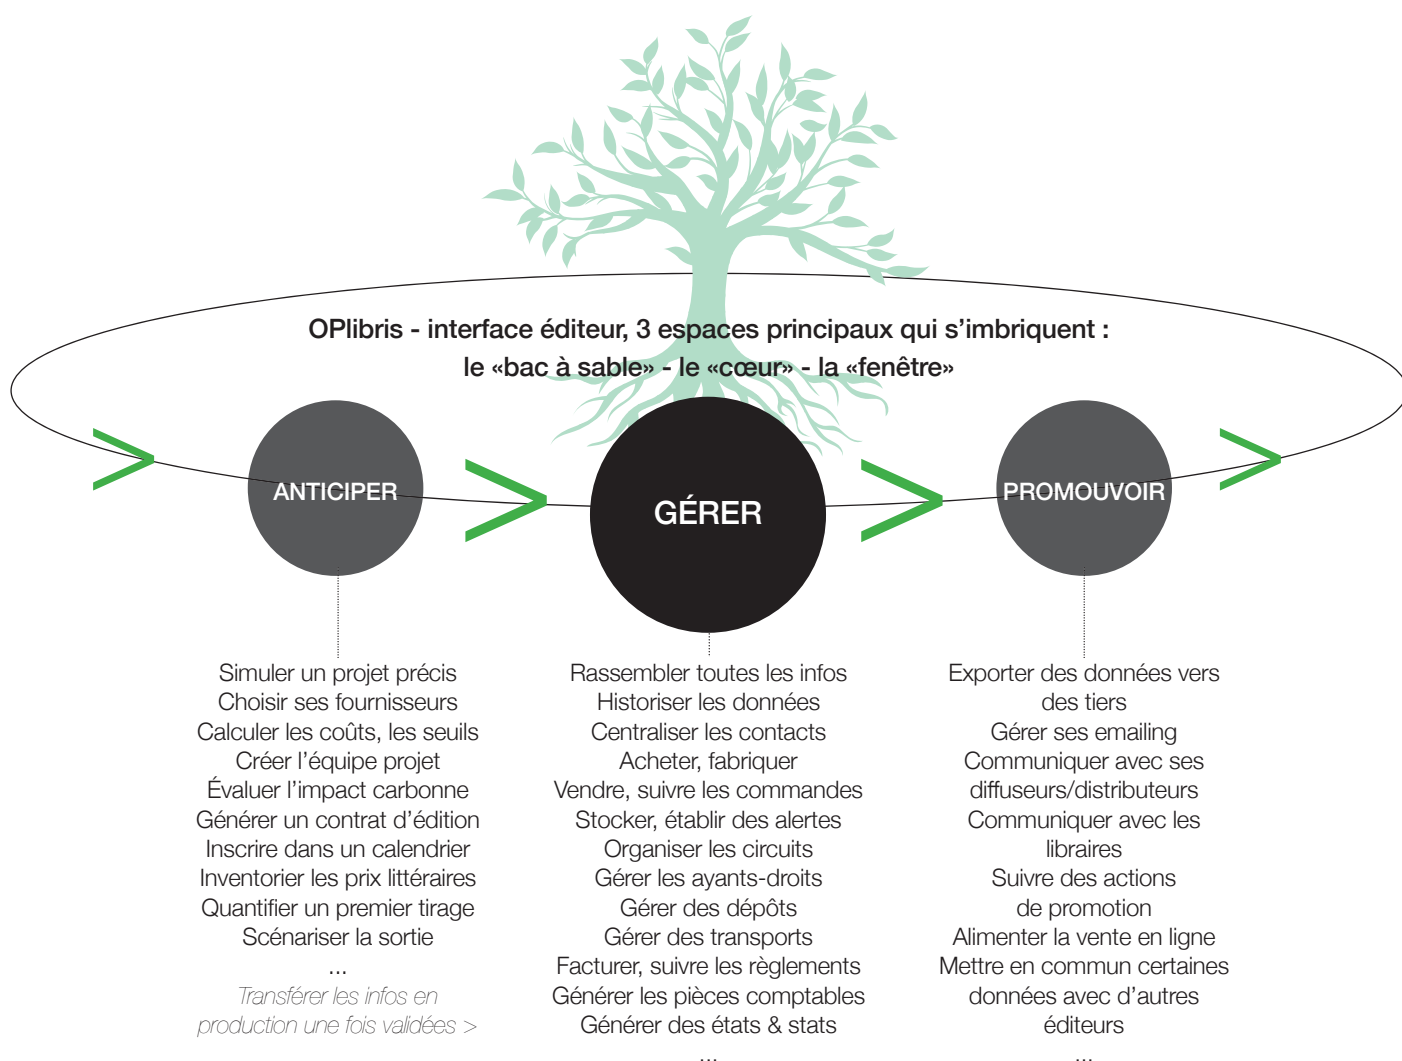 OPlibris - interface éditeur, 3 espaces principaux qui s’imbriquent :
le «bac à sable» - le «cœur» - la «fenêtre»
ANTICIPER
GÉRER
PROMOUVOIR
Simuler un projet précis
Choisir ses fournisseurs
Calculer les coûts, les seuils
Créer l’équipe projet
Évaluer l’impact carbonne
Générer un contrat d’édition
Inscrire dans un calendrier
Inventorier les prix littéraires
Quantifier un premier tirage
Scénariser la sortie
...
Transférer les infos en
production une fois validées >
Rassembler toutes les infos
Historiser les données
Centraliser les contacts
Acheter, fabriquer
Vendre, suivre les commandes
Stocker, établir des alertes
Organiser les circuits
Gérer les ayants-droits
Gérer des dépôts
Gérer des transports
Facturer, suivre les règlements
Générer les pièces comptables
Générer des états & stats
...
Exporter des données vers
des tiers
Gérer ses emailing
Communiquer avec ses
diffuseurs/distributeurs
Communiquer avec les
libraires
Suivre des actions
de promotion
Alimenter la vente en ligne
Mettre en commun certaines
données avec d’autres
éditeurs
...